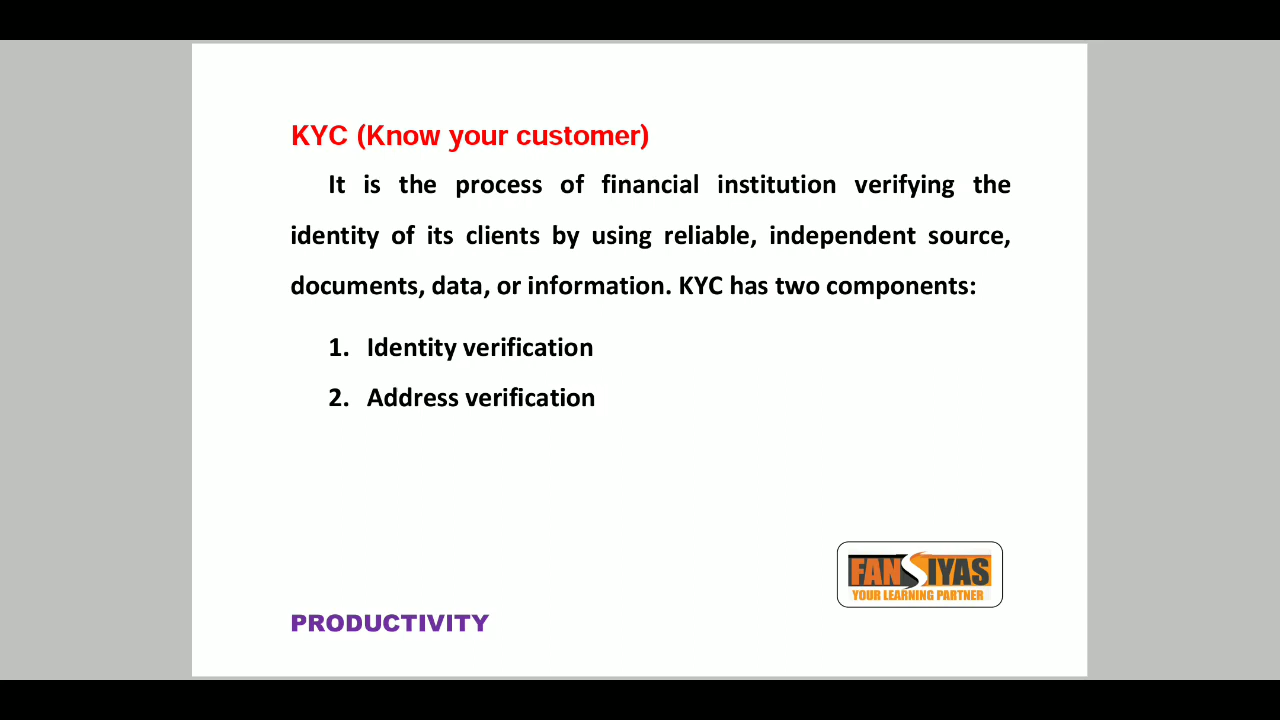 KYC (Know your customer)
It is the process of financial institution verifying the
identity of its clients by using reliable, independent source,
documents, data, or information. KYC has two components:
1. Identity verification
2. Address verification
FANSIYAS
YOUR LEARNING PARTNER
PRODUCTIVITY